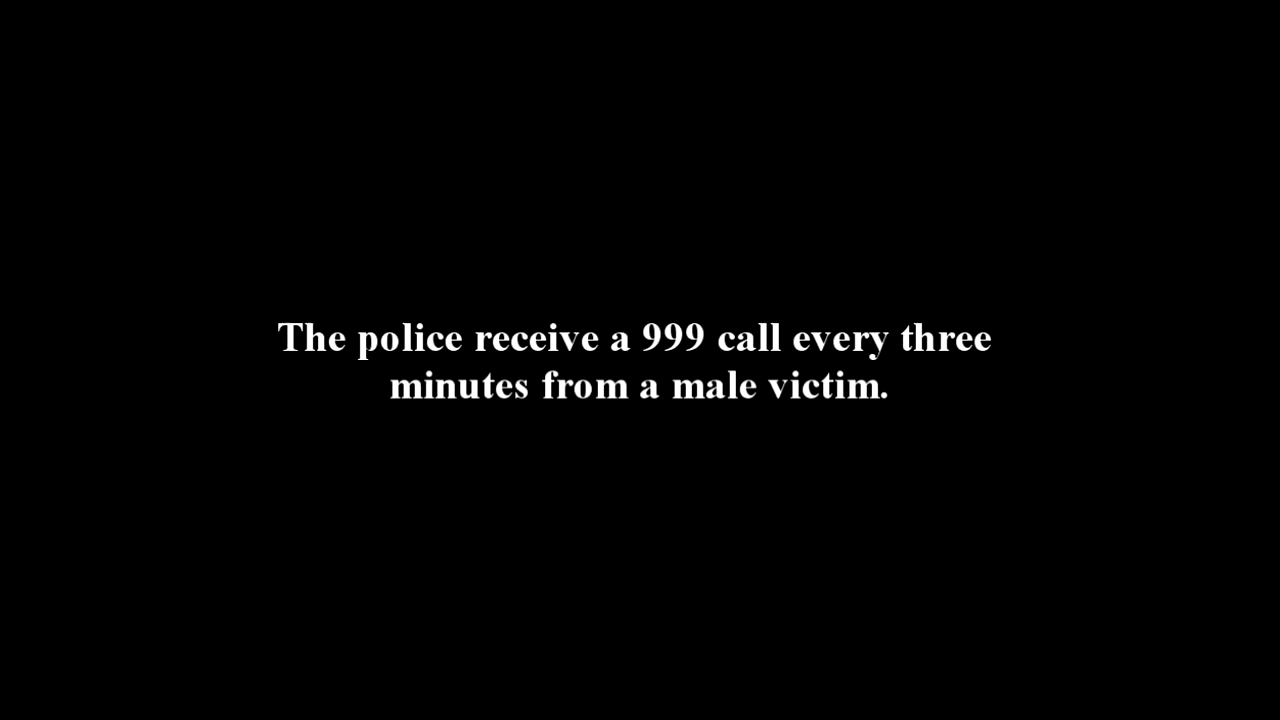 The police receive a 999 call every three
minutes from a male victim.